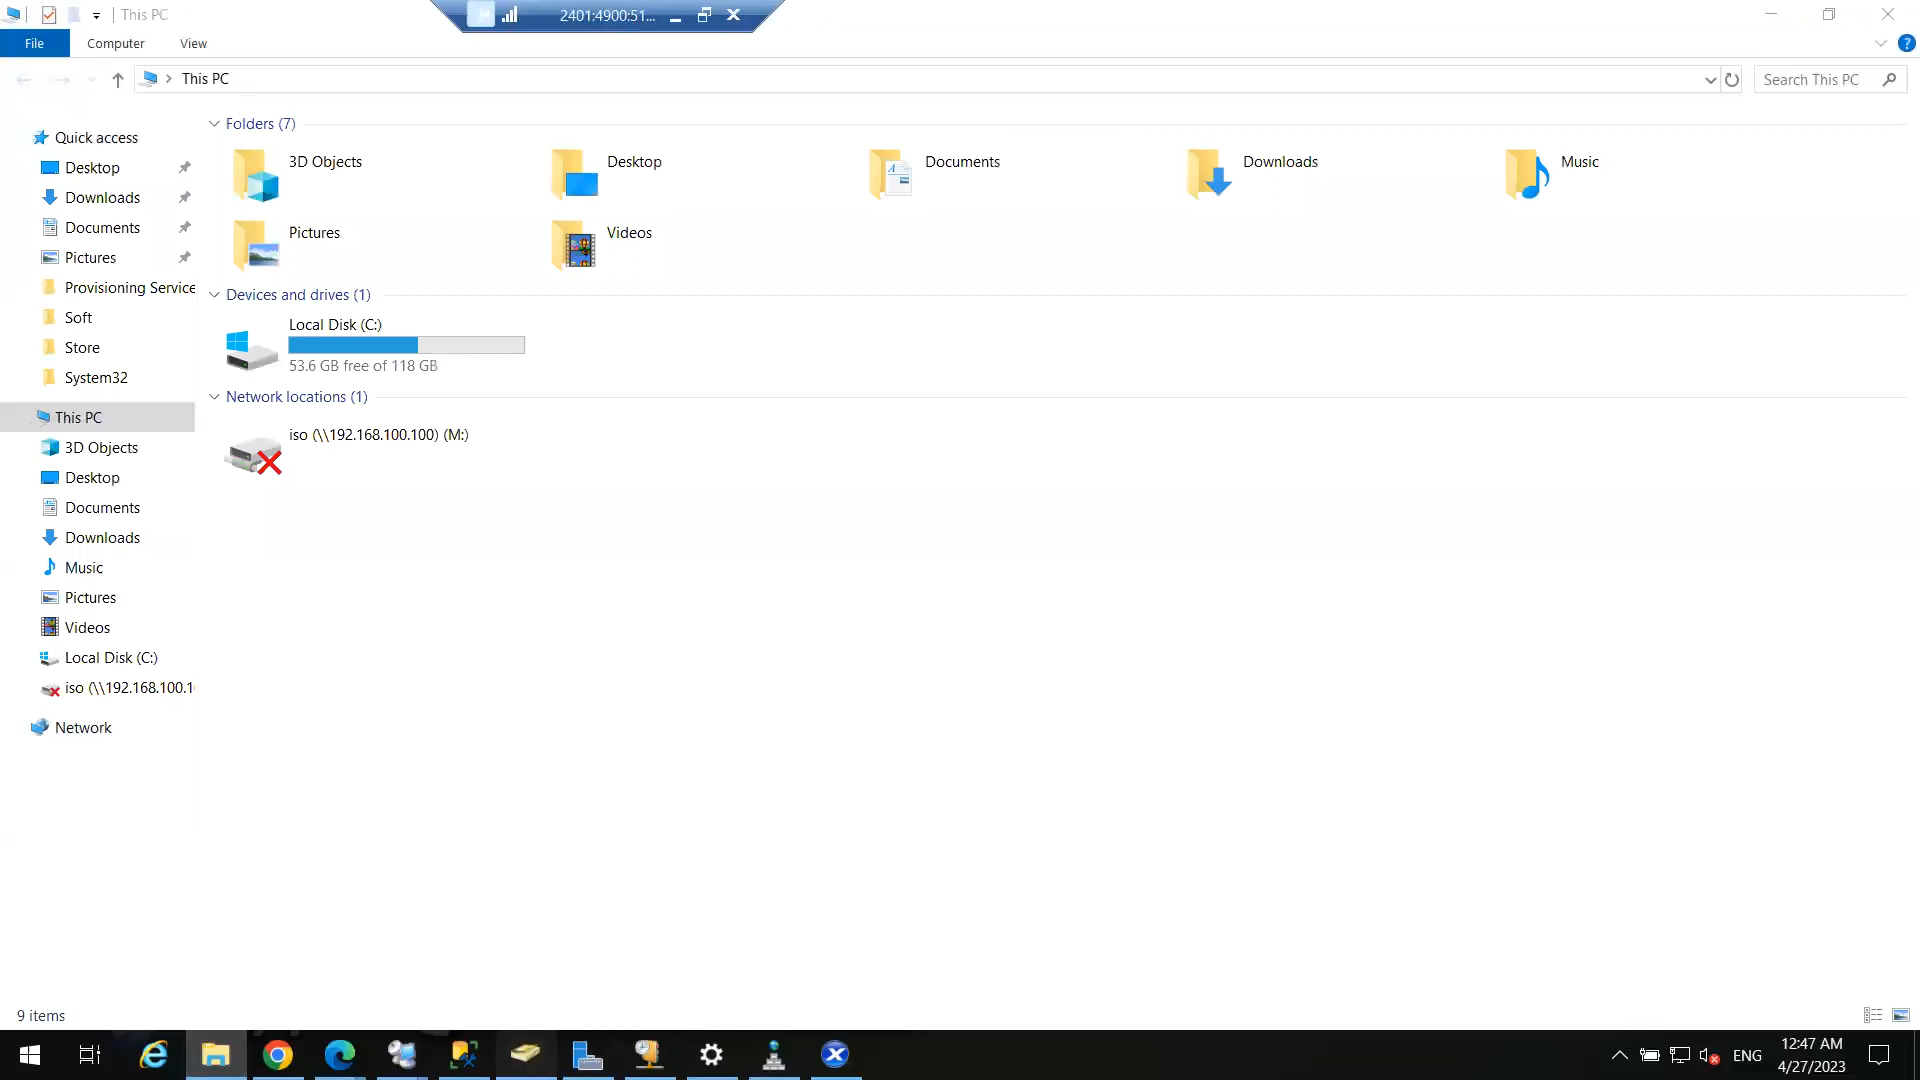 This PC
2401:4900:51...
File
Computer
View
This PC
Search This PC
Quick access
Desktop
Downloads
Documents
Pictures
Provisioning Service
Soft
Store
System32
This PC
3D Objects
Desktop
Documents
Downloads
Music
Pictures
Videos
Local Disk (C:)
iso (\\192.168.100.1
Network
Folders (7)
3D Objects
Desktop
Documents
Downloads
Music
Pictures
Videos
Devices and drives (1)
Local Disk (C:)
53.6 GB free of 118 GB
Network locations (1)
iso (\\192.168.100.100) (M:)
9 items
ENG
12:47 AM
4/27/2023